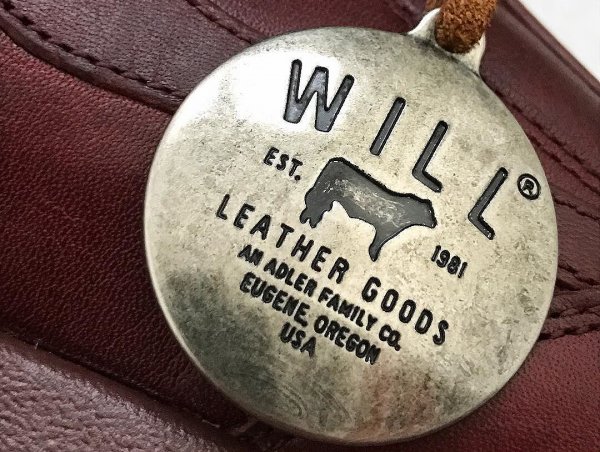 WILL®
EST. 1981
LEATHER GOODS
AN ADLER FAMILY CO.
EUGENE, OREGON
USA